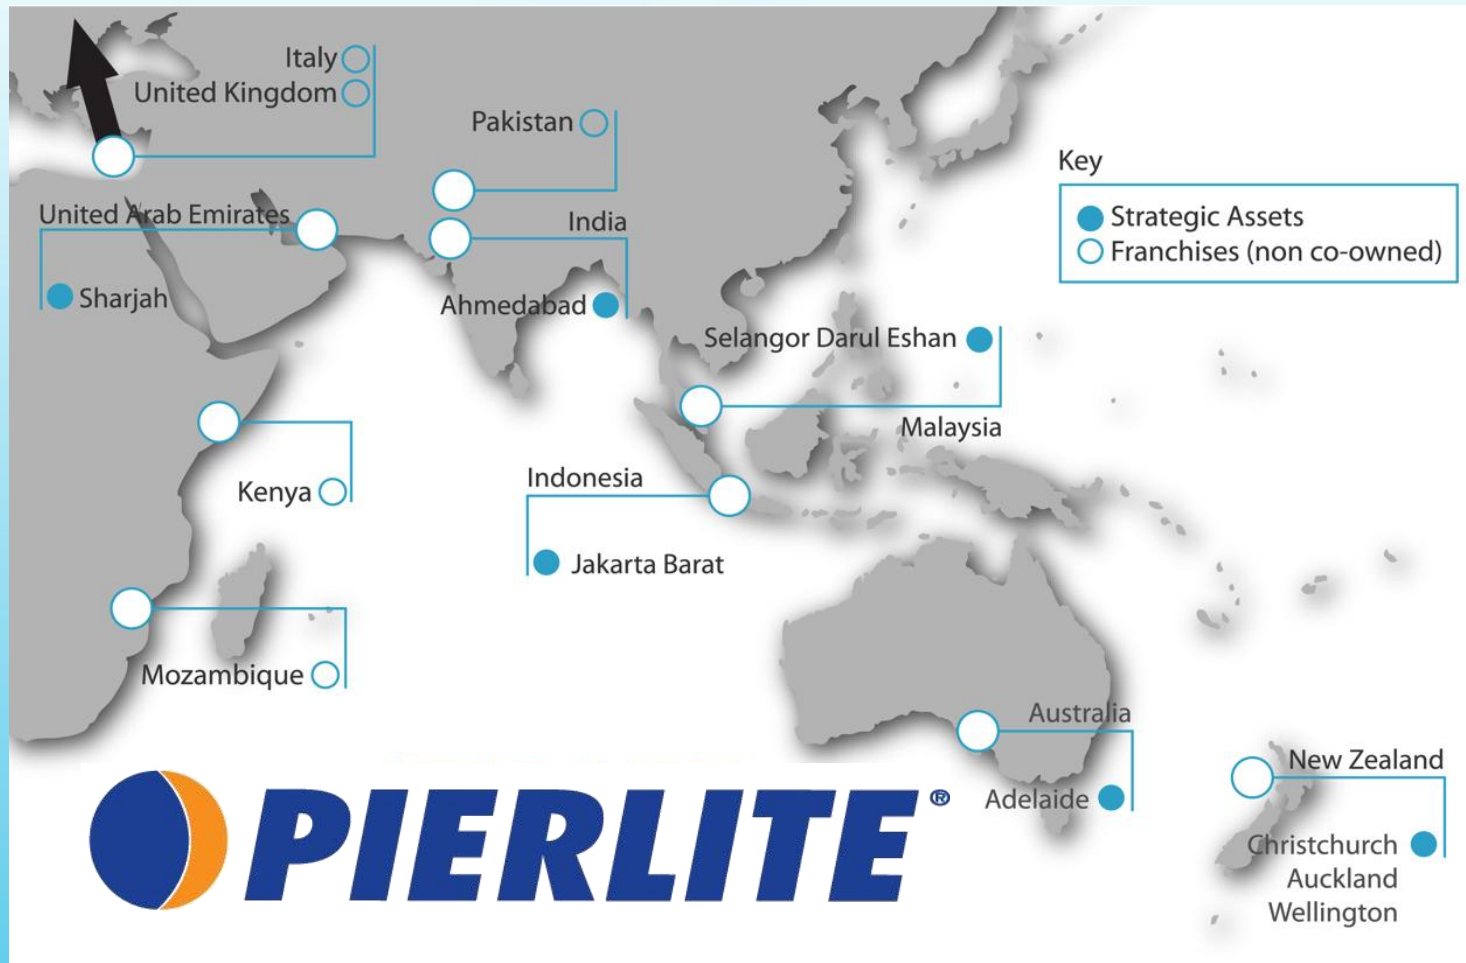 Italy
United Kingdom
Pakistan
Key
Strategic Assets
Franchises (non co-owned)
United Arab Emirates
Sharjah
India
Ahmedabad
Selangor Darul Eshan
Malaysia
Kenya
Indonesia
Jakarta Barat
Mozambique
Australia
Adelaide
New Zealand
Christchurch
Auckland
Wellington
PIERLITE®